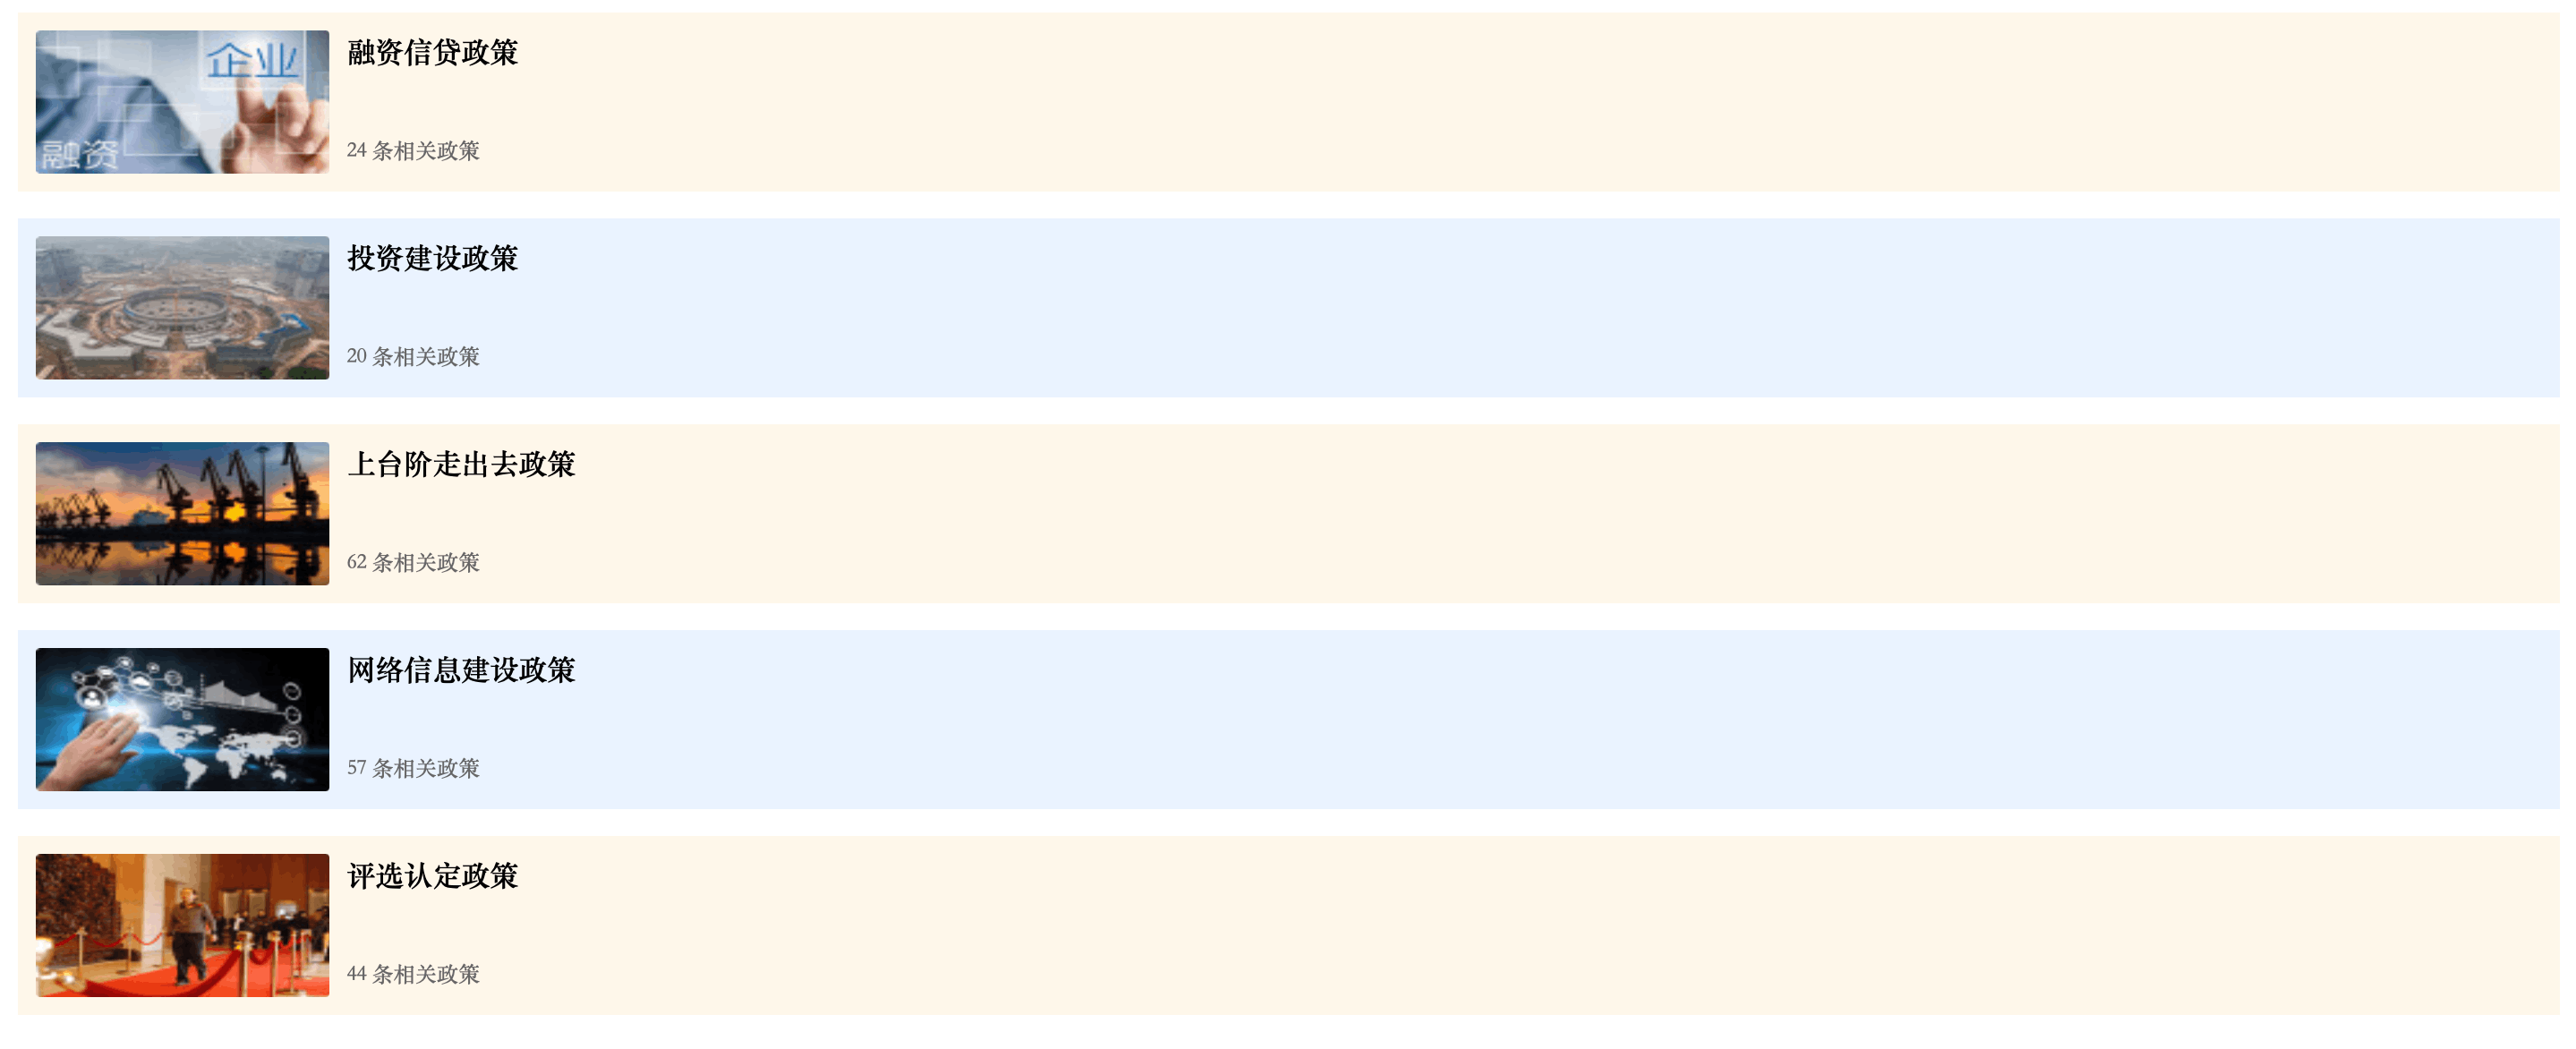 企业
融资
融资信贷政策
24 条相关政策
投资建设政策
20 条相关政策
上台阶走出去政策
62 条相关政策
网络信息建设政策
57 条相关政策
评选认定政策
44 条相关政策